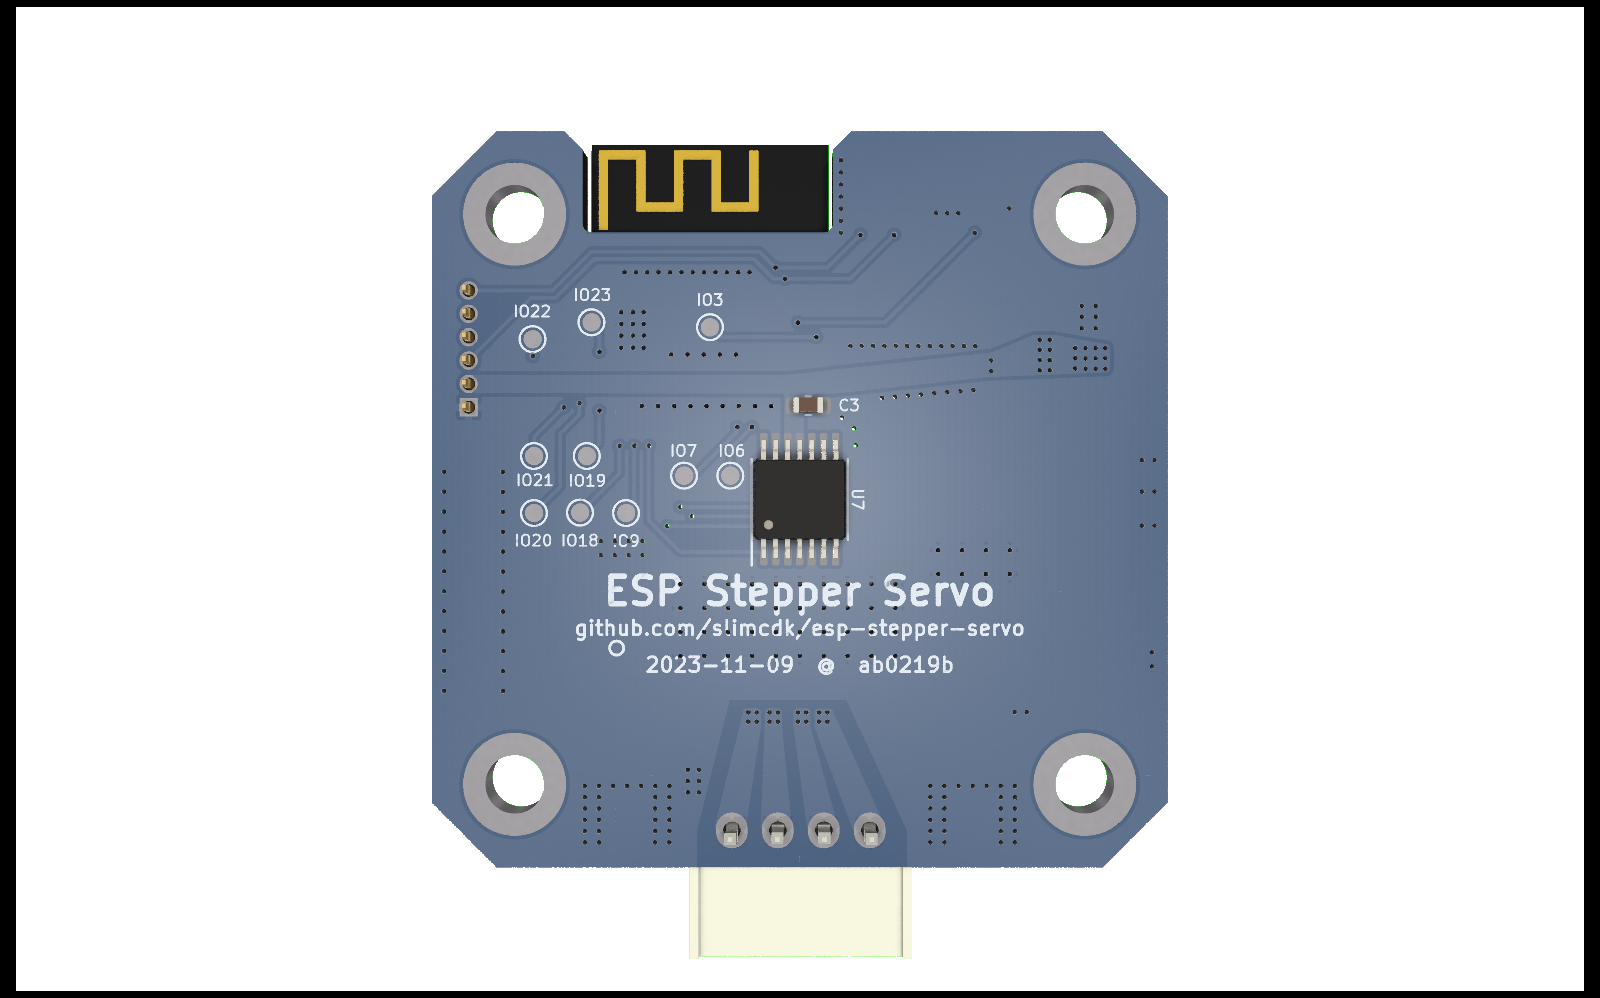 IO23
IO22
IO3
C3
IO7 IO6
IO21 IO19
U7
IO20 IO18 IO9
ESP Stepper Servo
github.com/slimcdk/esp-stepper-servo
2023-11-09 @ ab0219b